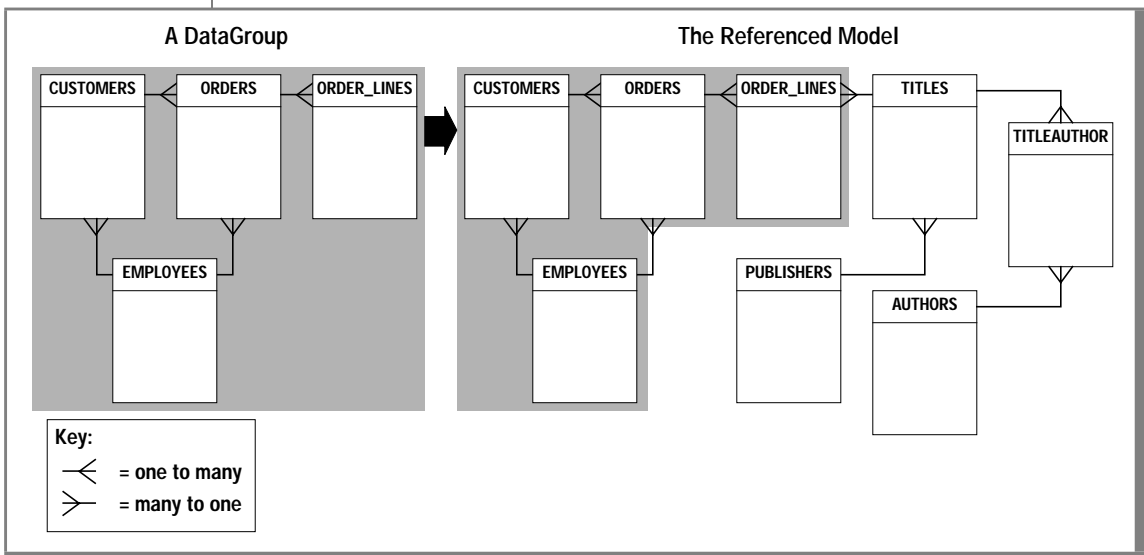 A DataGroup
The Referenced Model
CUSTOMERS
ORDERS
ORDER_LINES
EMPLOYEES
CUSTOMERS
ORDERS
ORDER_LINES
TITLES
TITLEAUTHOR
EMPLOYEES
PUBLISHERS
AUTHORS
Key:
= one to many
= many to one